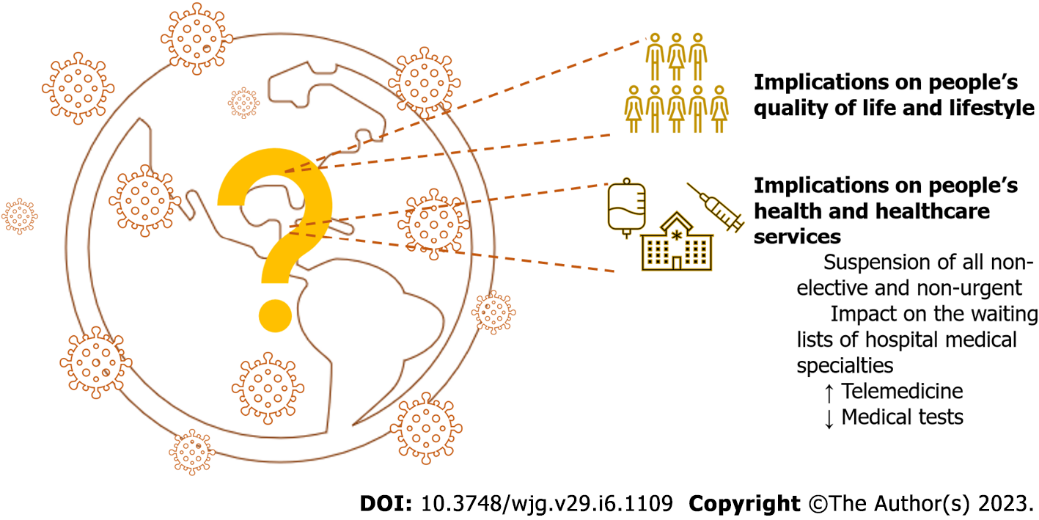 Implications on people’s
quality of life and lifestyle
Implications on people’s
health and healthcare
services
Suspension of all non-
elective and non-urgent
Impact on the waiting
lists of hospital medical
specialties
↑ Telemedicine
↓ Medical tests
DOI: 10.3748/wjg.v29.i6.1109 Copyright ©The Author(s) 2023.